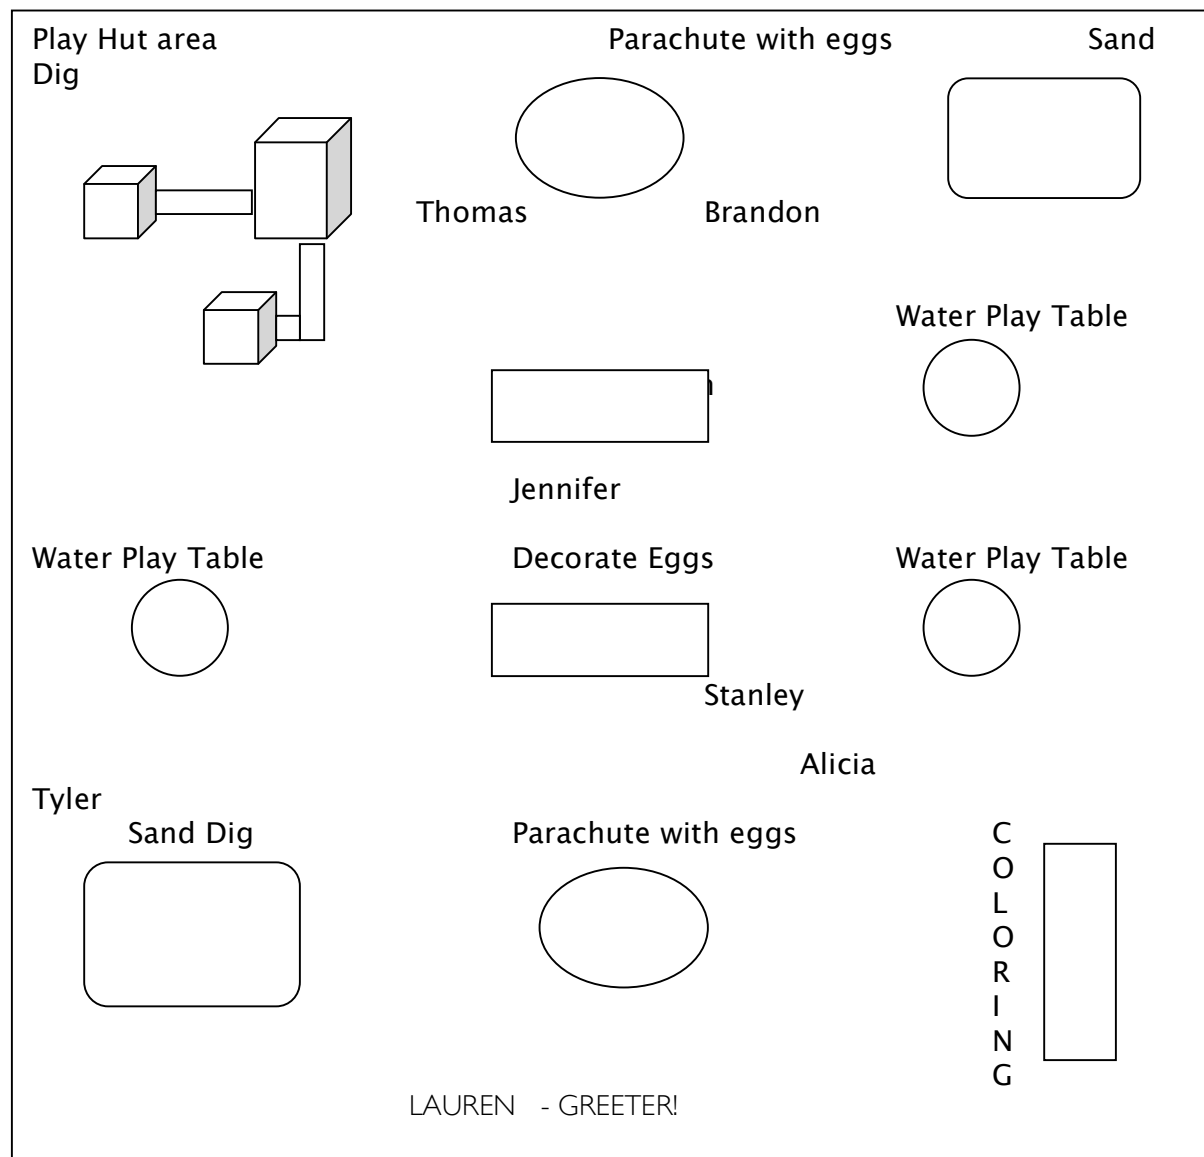 Play Hut area Parachute with eggs Sand
Dig
Thomas Brandon
Water Play Table
Jennifer
Water Play Table Decorate Eggs Water Play Table
Stanley
Alicia
Tyler
Sand Dig Parachute with eggs
COLORING
LAUREN - GREETER!